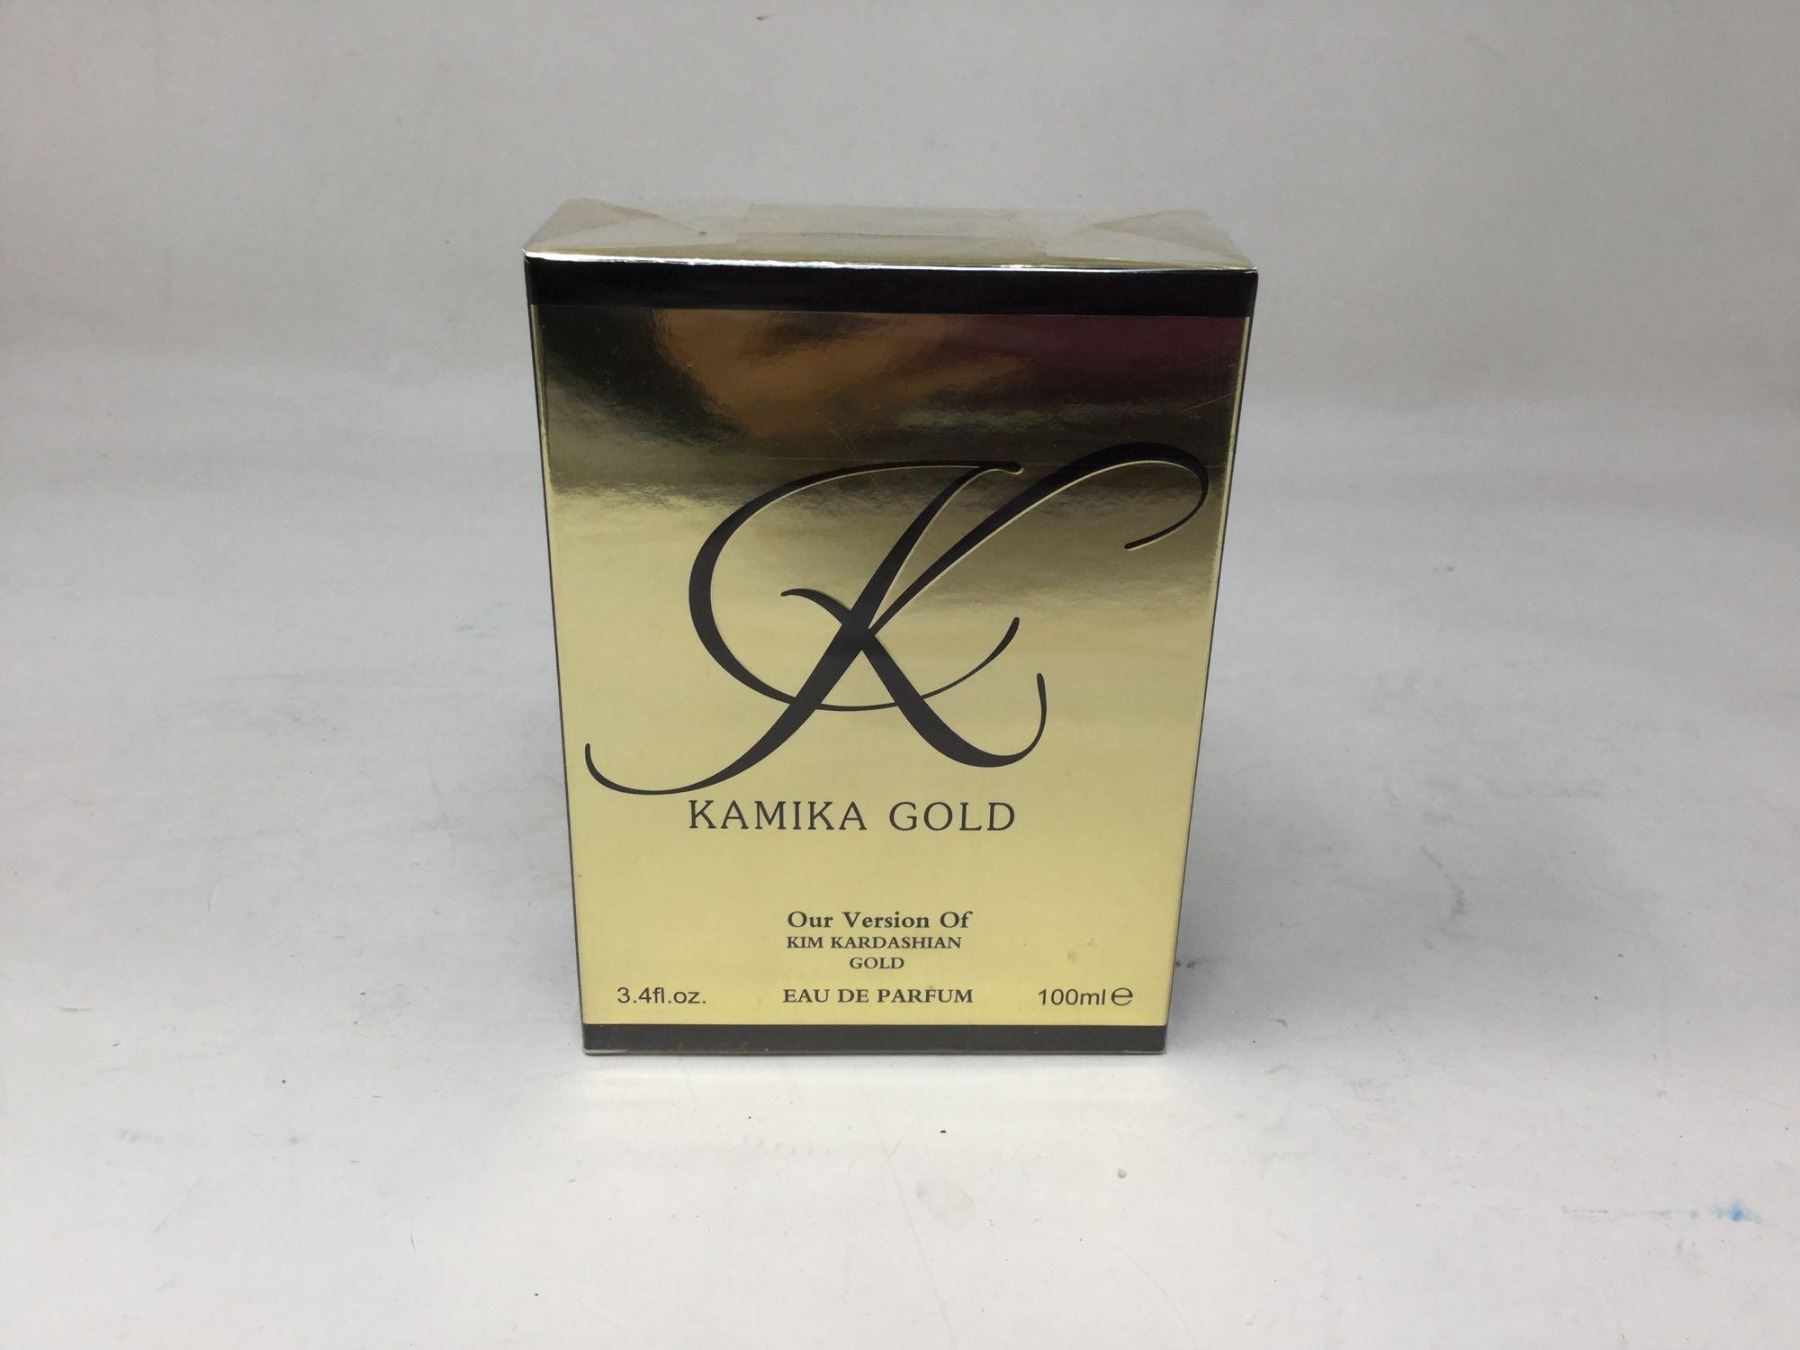 K
KAMIKA GOLD
Our Version Of
KIM KARDASHIAN
GOLD
3.4fl.oz. EAU DE PARFUM 100ml℮